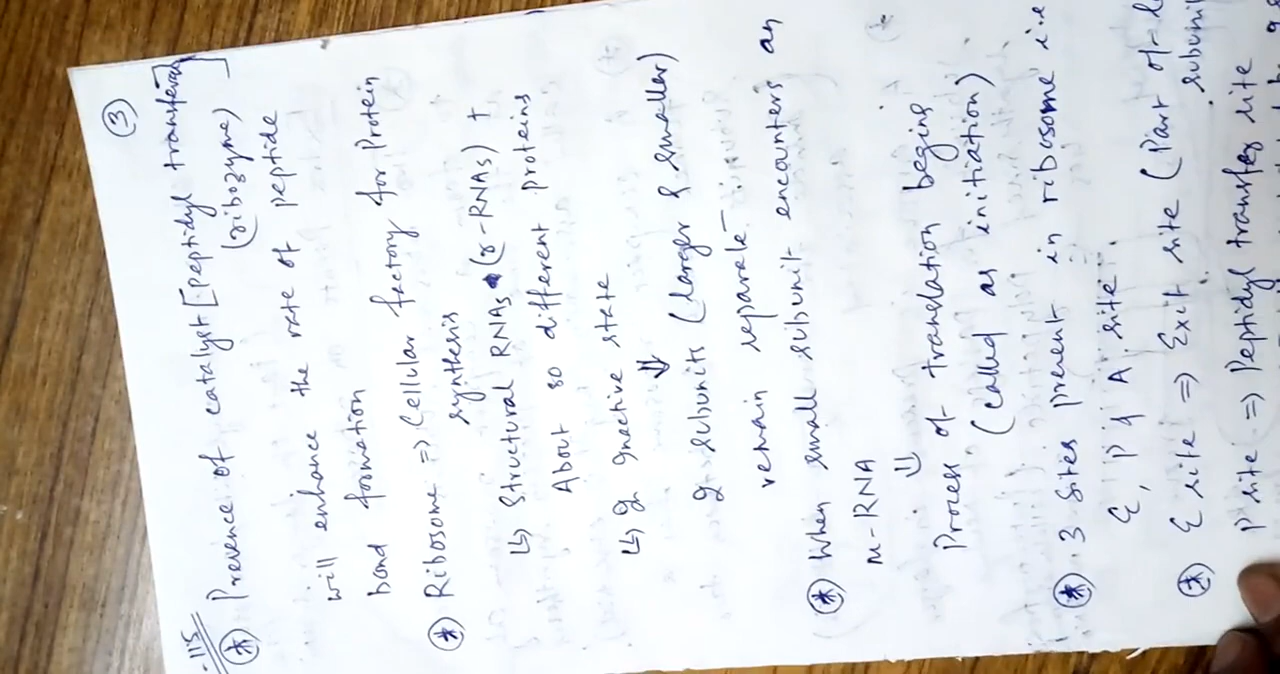 ③
-115
⊛ Presence of catalyst [Peptidyl transferase]
(ribozyme)
will enhance the rate of peptide
bond formation
⊛ Ribosome => Cellular factory for Protein
synthesis
↳ Structural RNAs (r-RNAs) +
About 80 different proteins
↳ In Inactive state
⇓
2 subunits (larger & smaller)
remain separate
⊛ When small subunit encounters an
m-RNA
⇓
Process of translation begins
(called as initiation)
⊛ 3 Sites present in ribosome i.e
E, P & A site
⊛ E site => Exit site (Part of
subunit
P site => Peptidyl transfer site